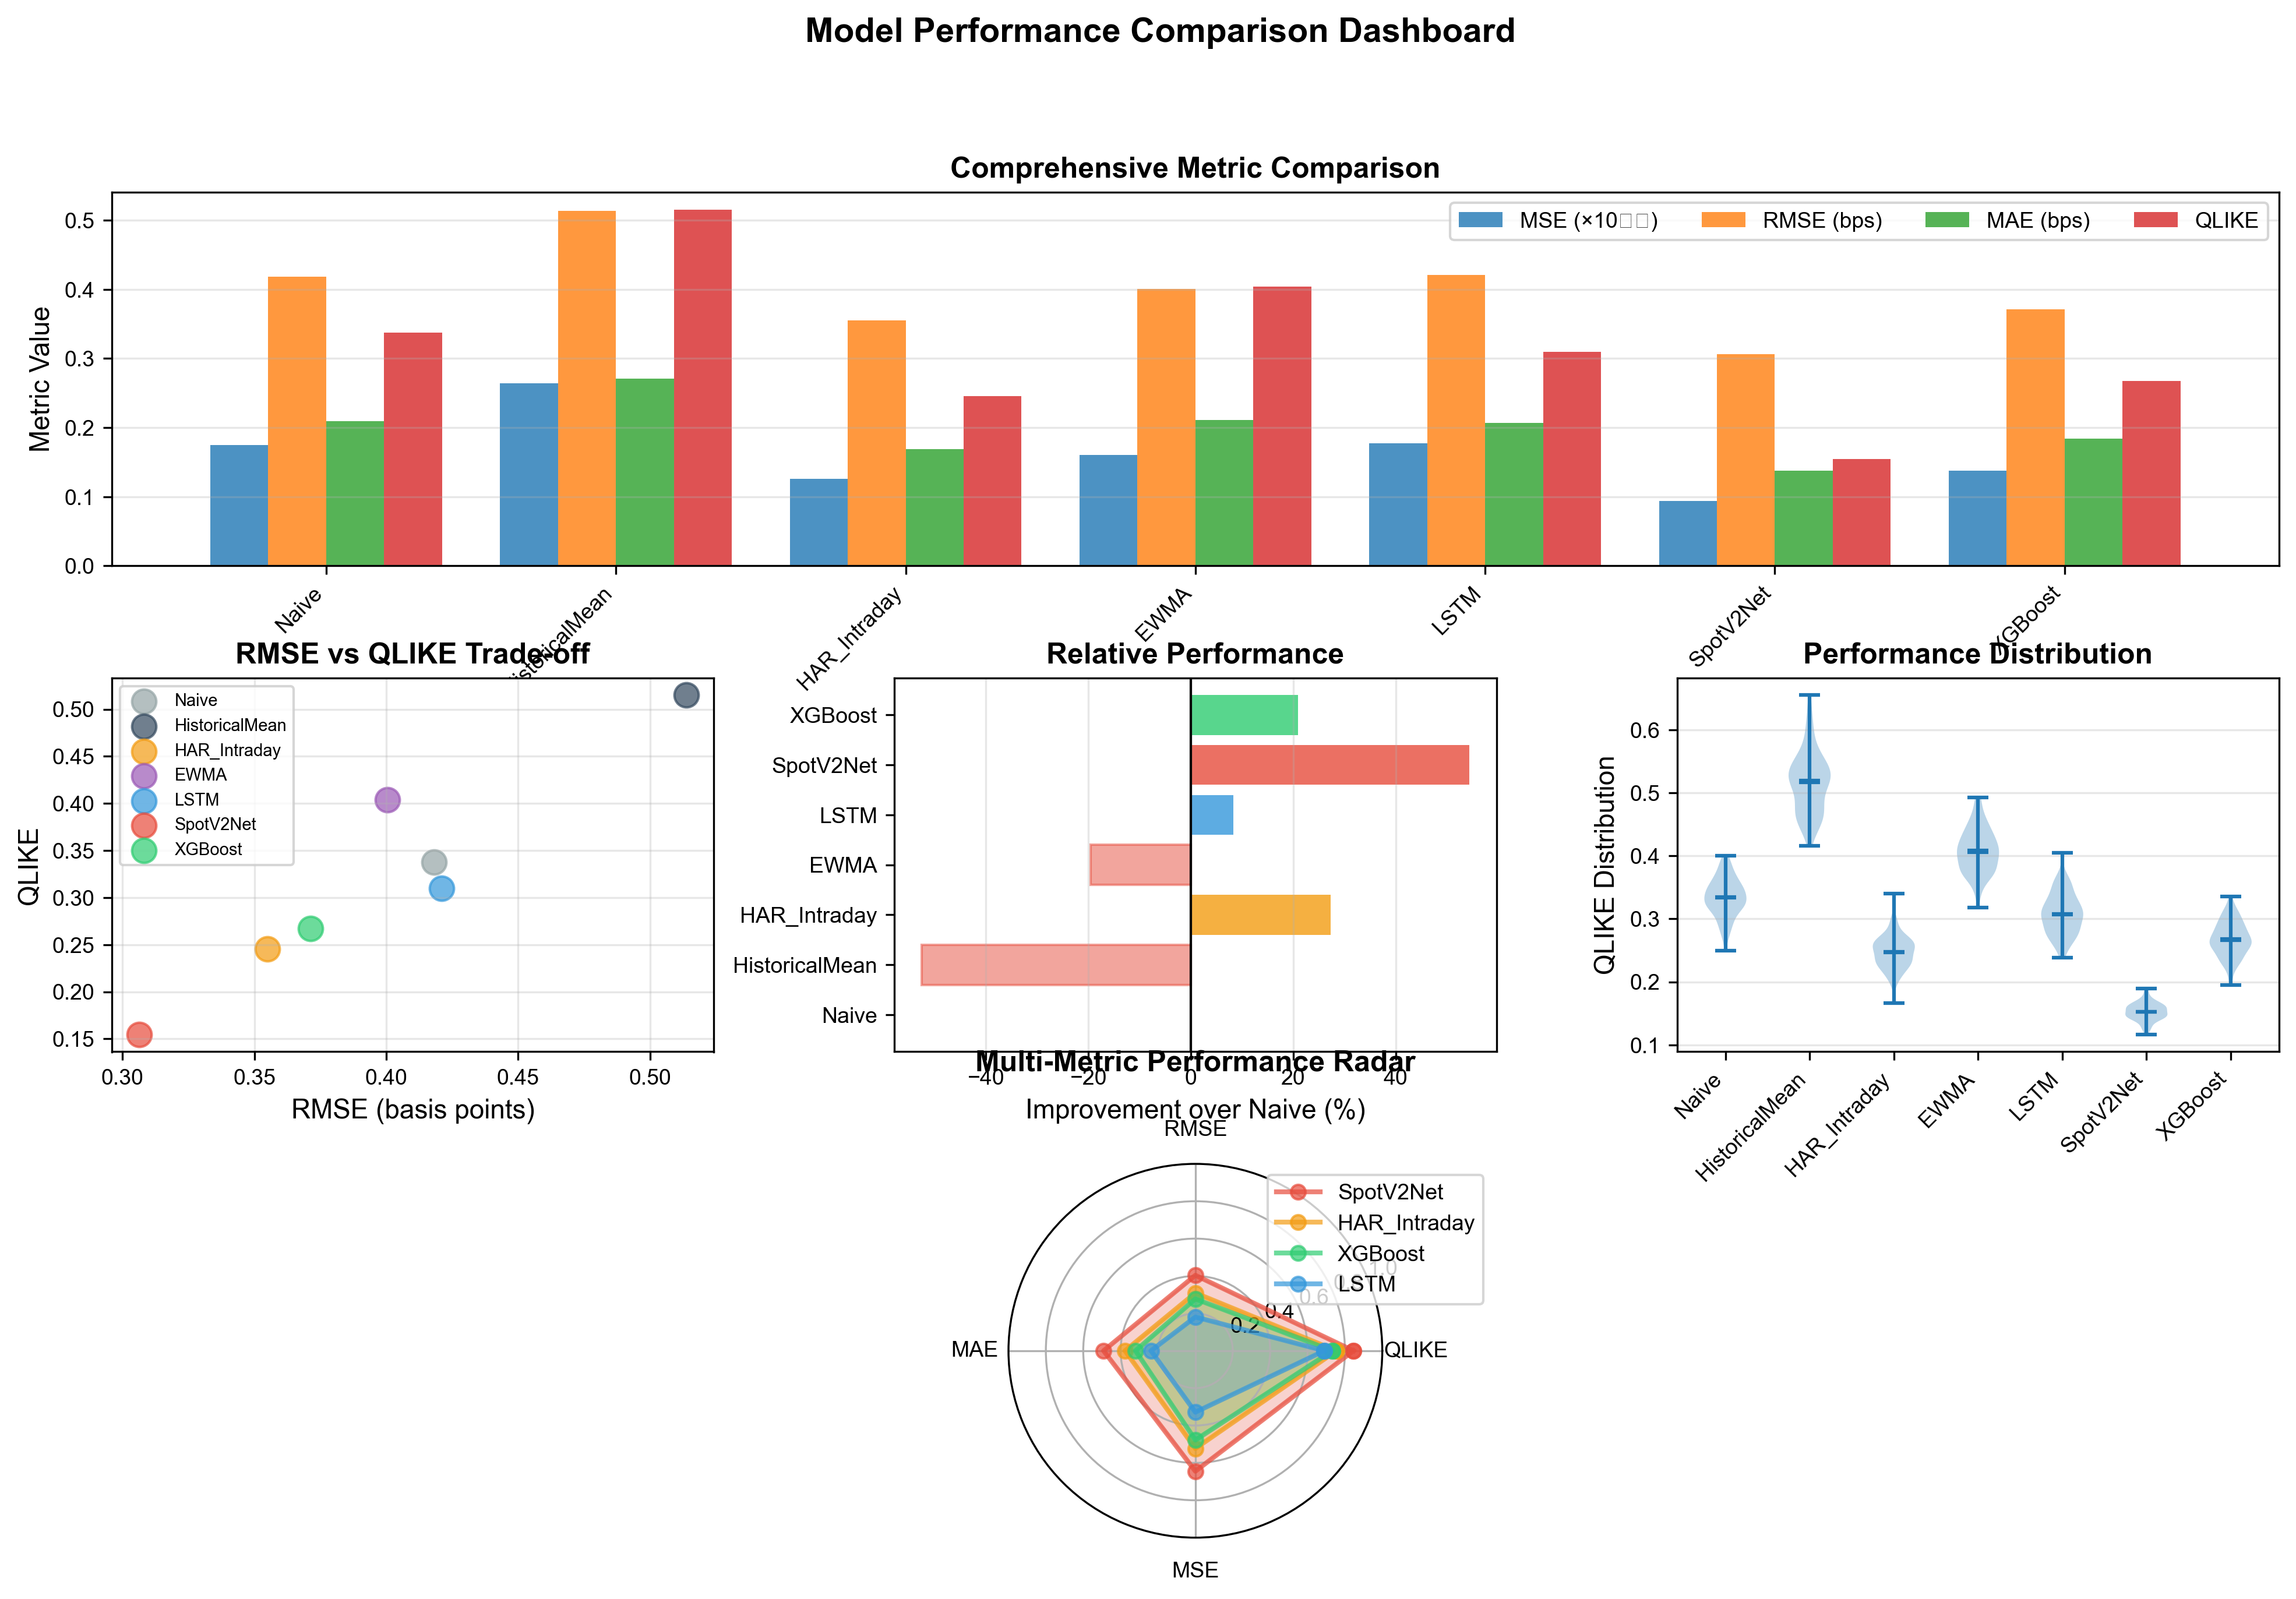 Model Performance Comparison Dashboard
Comprehensive Metric Comparison
MSE (×10□□) RMSE (bps) MAE (bps) QLIKE
Metric Value
0.5
0.4
0.3
0.2
0.1
0.0
Naive HistoricalMean HAR_Intraday EWMA LSTM SpotV2Net XGBoost
RMSE vs QLIKE Trade-off
Naive
HistoricalMean
HAR_Intraday
EWMA
LSTM
SpotV2Net
XGBoost
QLIKE
0.50
0.45
0.40
0.35
0.30
0.25
0.20
0.15
0.30 0.35 0.40 0.45 0.50
RMSE (basis points)
Relative Performance
XGBoost
SpotV2Net
LSTM
EWMA
HAR_Intraday
HistoricalMean
Naive
−40 −20 0 20 40
Improvement over Naive (%)
Performance Distribution
QLIKE Distribution
0.6
0.5
0.4
0.3
0.2
0.1
Naive HistoricalMean HAR_Intraday EWMA LSTM SpotV2Net XGBoost
Multi-Metric Performance Radar
RMSE
MAE
QLIKE
MSE
0.2
0.4
0.6
1.0
SpotV2Net
HAR_Intraday
XGBoost
LSTM